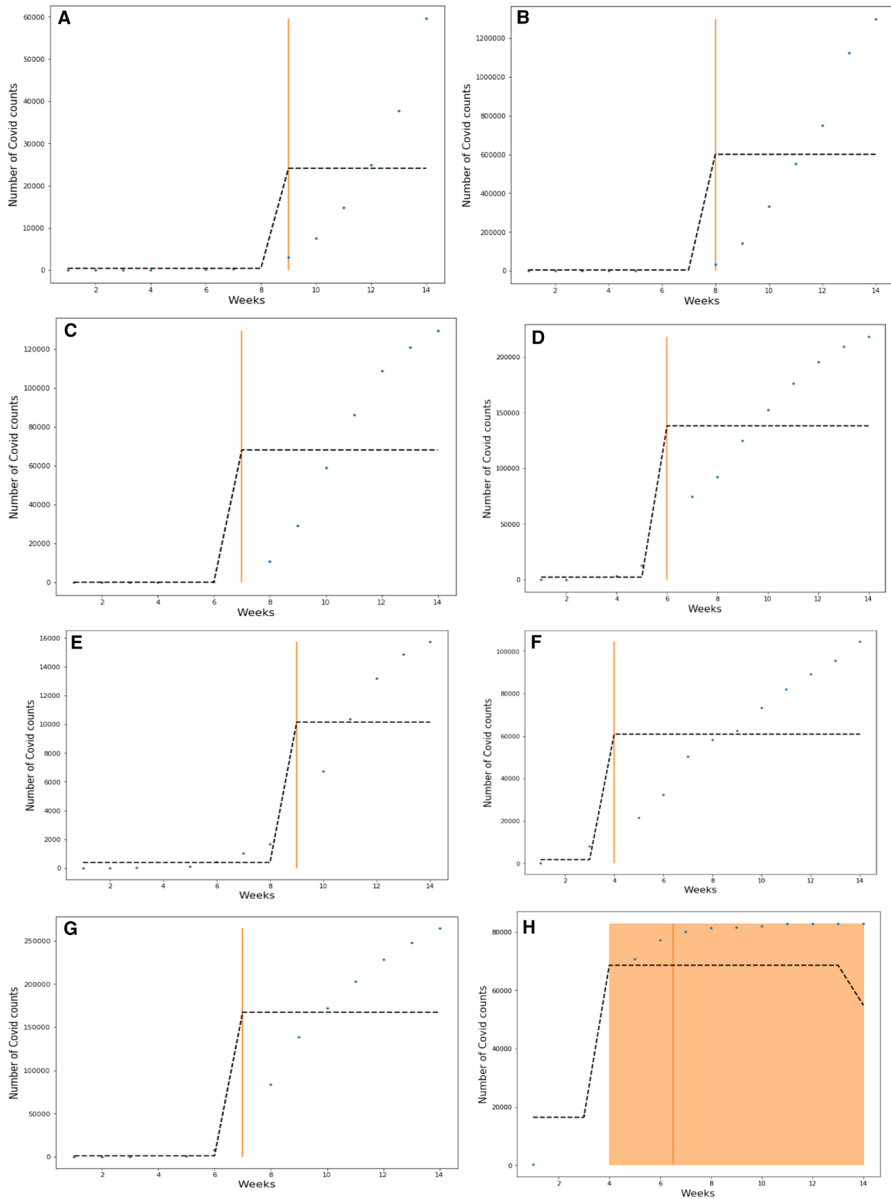 A
Number of Covid counts
60000
50000
40000
30000
20000
10000
0
2 4 6 8 10 12 14
Weeks
B
Number of Covid counts
1200000
1000000
800000
600000
400000
200000
0
2 4 6 8 10 12 14
Weeks
C
Number of Covid counts
120000
100000
80000
60000
40000
20000
0
2 4 6 8 10 12 14
Weeks
D
Number of Covid counts
200000
150000
100000
50000
0
2 4 6 8 10 12 14
Weeks
E
Number of Covid counts
16000
14000
12000
10000
8000
6000
4000
2000
0
2 4 6 8 10 12 14
Weeks
F
Number of Covid counts
100000
80000
60000
40000
20000
0
2 4 6 8 10 12 14
Weeks
G
Number of Covid counts
250000
200000
150000
100000
50000
0
2 4 6 8 10 12 14
Weeks
H
Number of Covid counts
80000
60000
40000
20000
0
2 4 6 8 10 12 14
Weeks